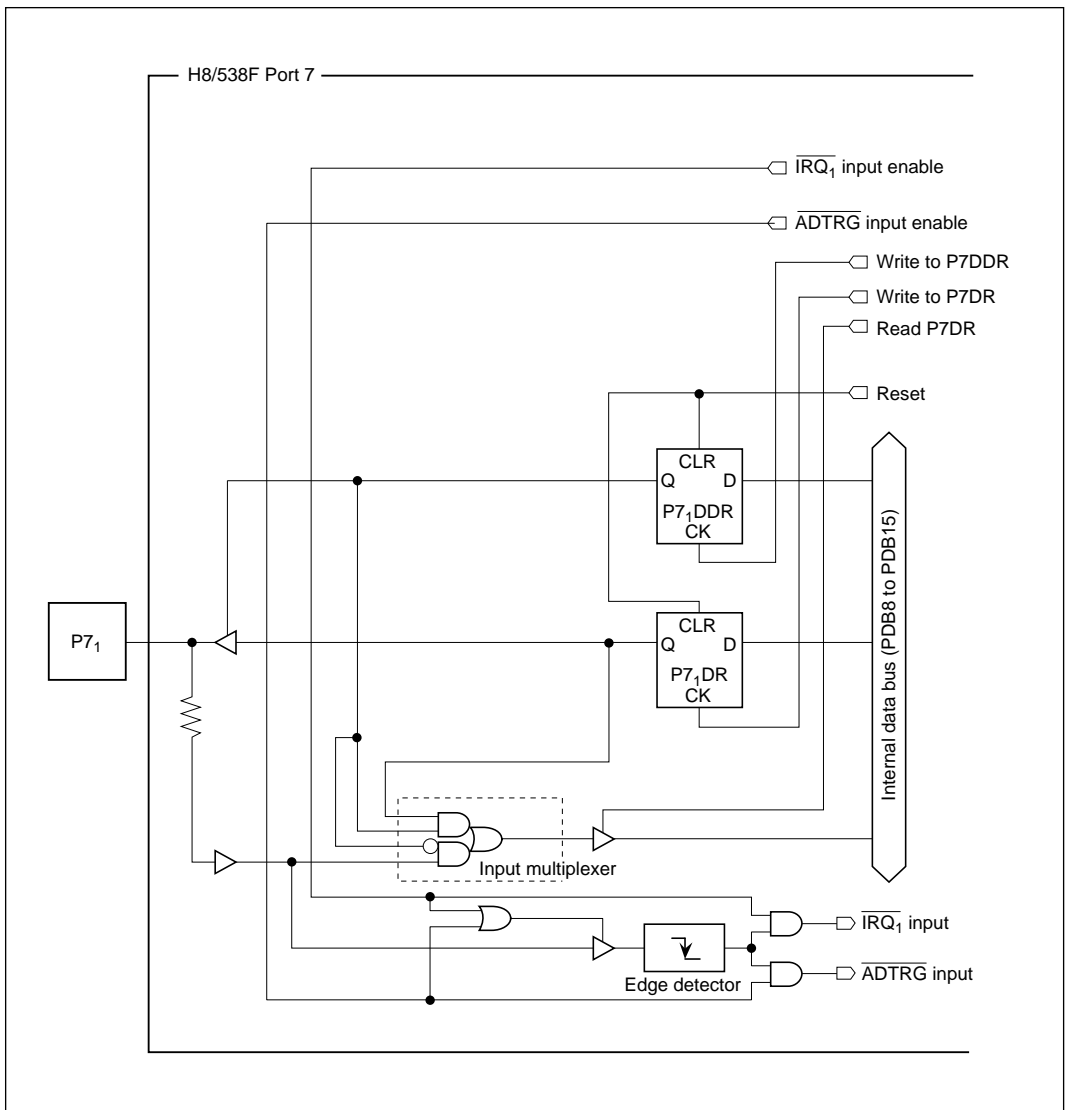 H8/538F Port 7
IRQ1 input enable
ADTRG input enable
Write to P7DDR
Write to P7DR
Read P7DR
Reset
CLR
Q D
P71DDR
CK
P71
CLR
Q D
P71DR
CK
Internal data bus (PDB8 to PDB15)
Input multiplexer
IRQ1 input
Edge detector
ADTRG input